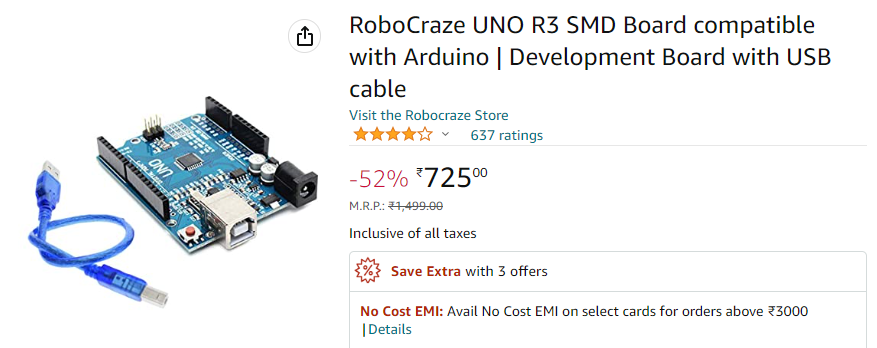 RoboCraze UNO R3 SMD Board compatible
with Arduino | Development Board with USB
cable
Visit the Robocraze Store
637 ratings
-52% ₹725⁰⁰
M.R.P.: ₹1,499.00
Inclusive of all taxes
Save Extra with 3 offers
No Cost EMI: Avail No Cost EMI on select cards for orders above ₹3000
|Details
UNO